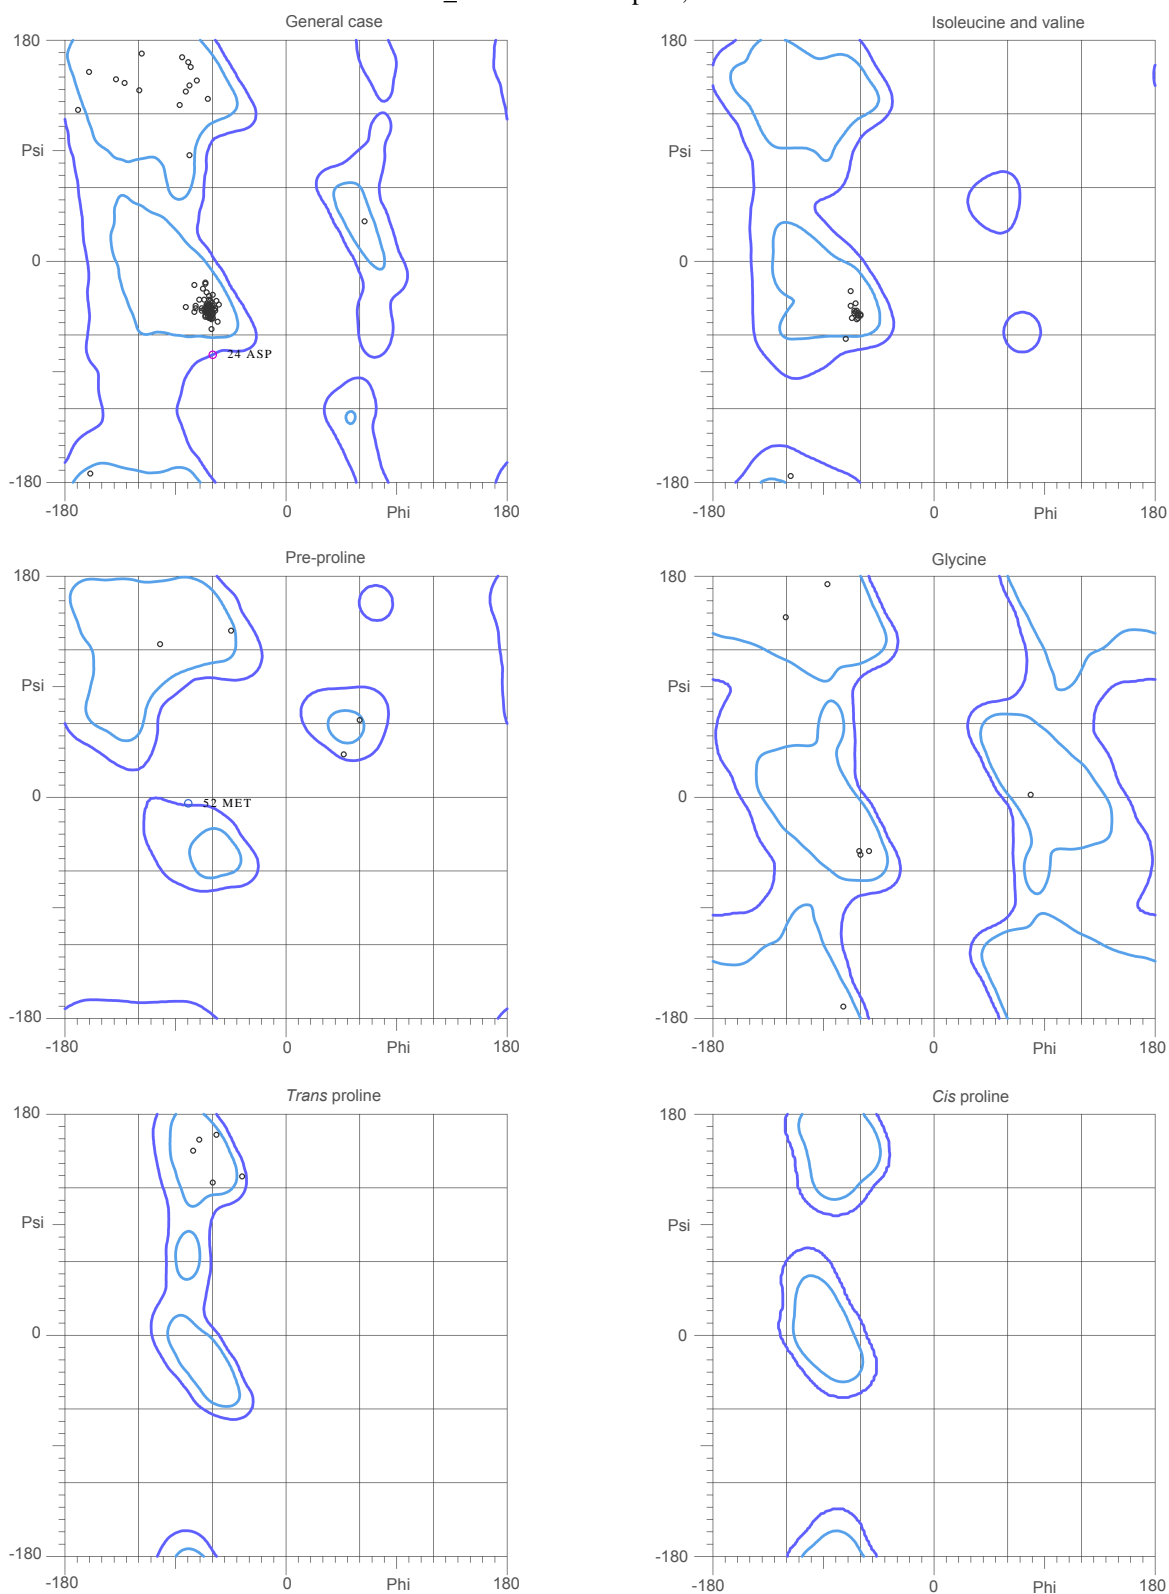 General case
Isoleucine and valine
180
180
Psi
Psi
0
0
24 ASP
-180
-180
-180
0
Phi
180
-180
0
Phi
180
Pre-proline
Glycine
180
180
Psi
Psi
0
52 MET
0
-180
-180
-180
0
Phi
180
-180
0
Phi
180
Trans proline
Cis proline
180
180
Psi
Psi
0
0
-180
-180
-180
0
Phi
180
-180
0
Phi
180